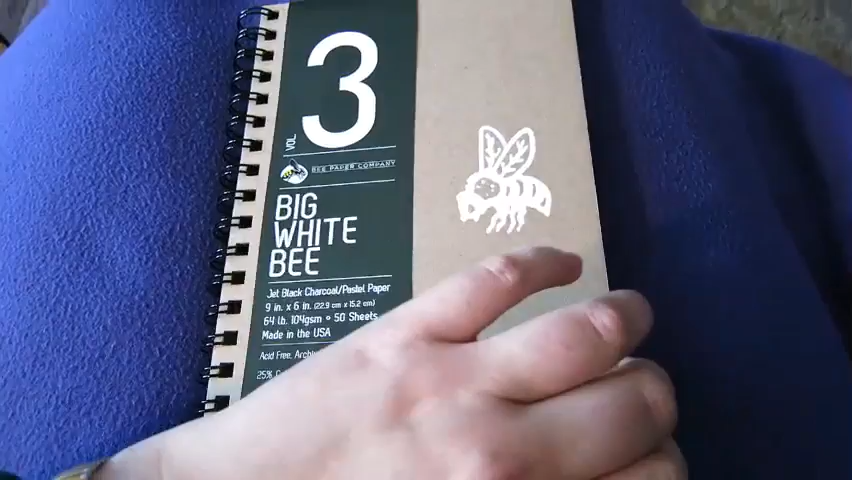 3
VOL.
BEE PAPER COMPANY
BIG
WHITE
BEE
Jet Black Charcoal/Pastel Paper
9 in. x 6 in. (22.9 cm x 15.2 cm)
64 lb. 104gsm • 50 Sheets
Made in the USA
Acid Free,
25%